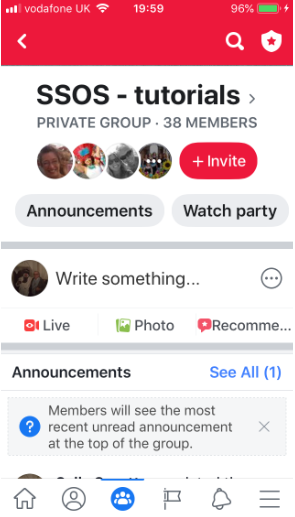 vodafone UK 19:59 96%
SSOS - tutorials >
PRIVATE GROUP · 38 MEMBERS
+ Invite
Announcements Watch party
Write something...
Live Photo Recomme...
Announcements See All (1)
Members will see the most
recent unread announcement
at the top of the group.